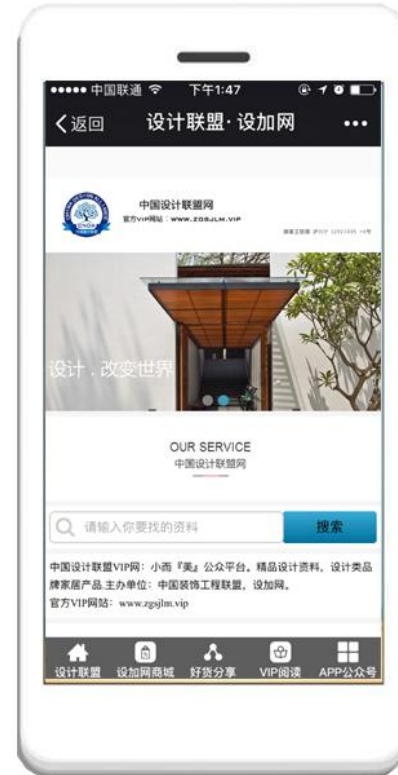 中国联通 下午1:47
返回 设计联盟·设加网
中国设计联盟网
官方VIP网站：WWW.ZGSJLM.VIP
设计．改变世界
OUR SERVICE
中国设计联盟网
请输入你要找的资料 搜索
中国设计联盟VIP网：小而『美』公众平台。精品设计资料，设计类品
牌家居产品.主办单位：中国装饰工程联盟，设加网。
官方VIP网站：www.zgsjlm.vip
设计联盟 设加网商城 好货分享 VIP阅读 APP公众号